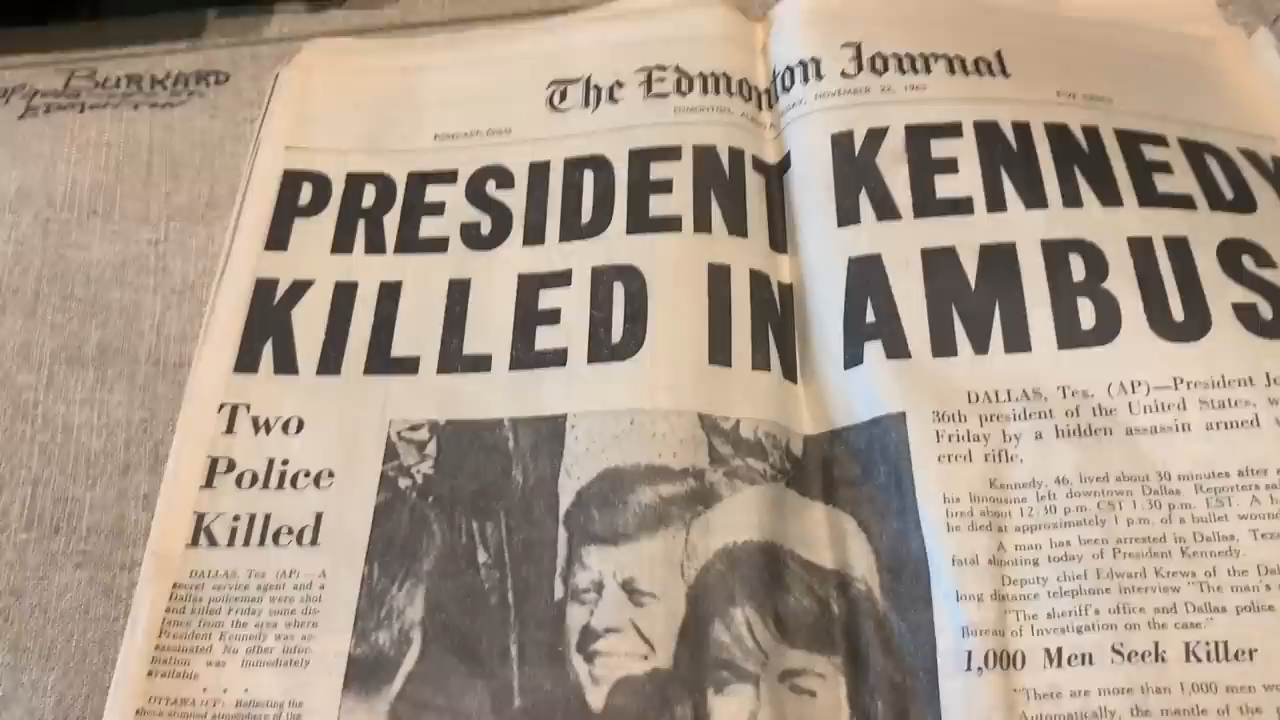 BURKARD
The Edmonton Journal
NOVEMBER 22, 1963
FIVE CENTS
PRESIDENT KENNEDY
KILLED IN AMBUS
Two
Police
Killed
DALLAS, Tex. (AP) — A
secret service agent and a
Dallas policeman were shot
and killed Friday some dis-
tance from the area where
President Kennedy was as-
sassinated. No other infor-
mation was immediately
available.
OTTAWA (CP) Reflecting the
DALLAS, Tex. (AP)—President
36th president of the United States,
Friday by a hidden assassin armed
ered rifle.
Kennedy, 46, lived about 30 minutes after
his limousine left downtown Dallas. Reporters
fired about 12:30 p.m. CST 1:30 p.m. EST. A
he died at approximately 1 p.m. of a bullet
A man has been arrested in Dallas,
fatal shooting today of President Kennedy.
Deputy chief Edward Krews of the
long distance telephone interview "The man's
"The sheriff's office and Dallas police
Bureau of Investigation on the case."
1,000 Men Seek Killer
"There are more than 1,000 men
Automatically, the mantle of the